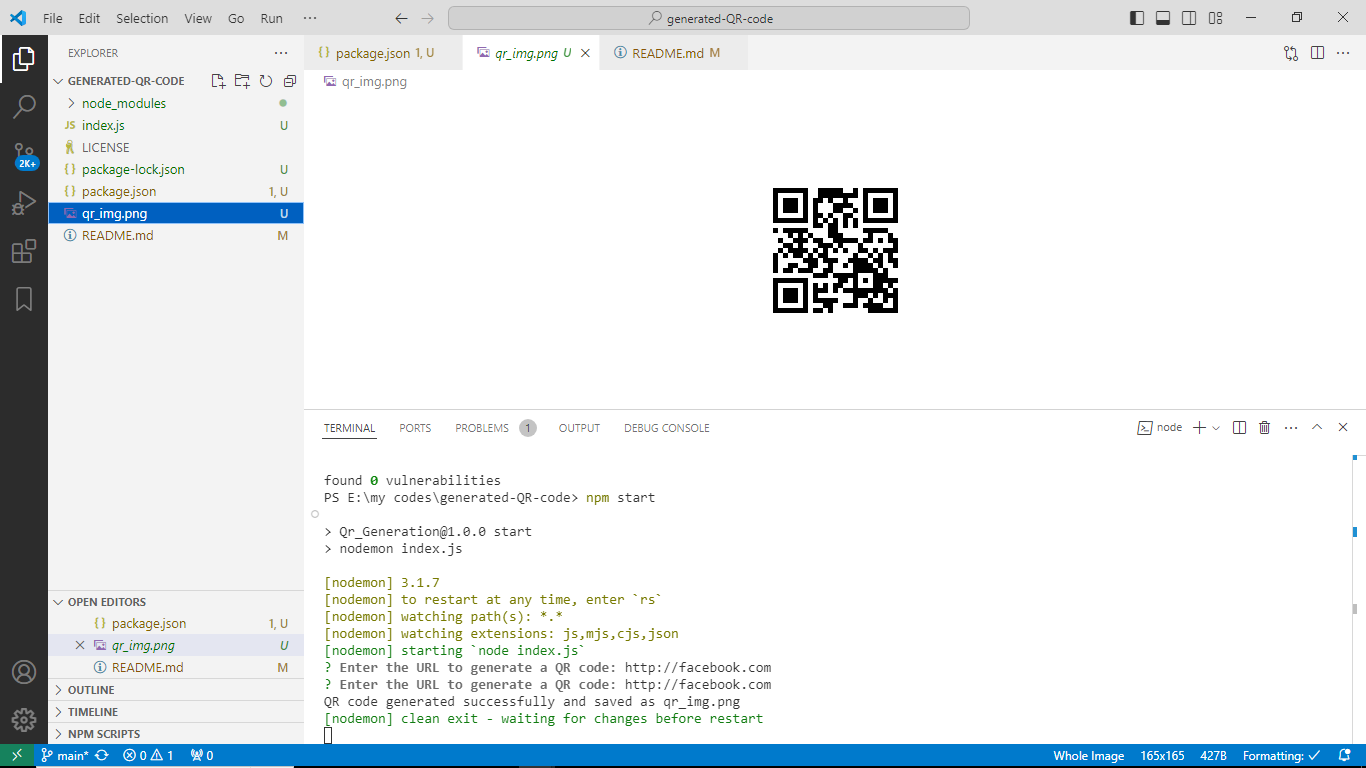 File Edit Selection View Go Run ··· generated-QR-code
EXPLORER
GENERATED-QR-CODE
node_modules
JS index.js U
LICENSE
{} package-lock.json U
{} package.json 1, U
qr_img.png U
README.md M
OPEN EDITORS
{} package.json 1, U
qr_img.png U
README.md M
OUTLINE
TIMELINE
NPM SCRIPTS
2K+
{} package.json 1, U qr_img.png U README.md M
qr_img.png
TERMINAL PORTS PROBLEMS 1 OUTPUT DEBUG CONSOLE node
found 0 vulnerabilities
PS E:\my codes\generated-QR-code> npm start
> Qr_Generation@1.0.0 start
> nodemon index.js
[nodemon] 3.1.7
[nodemon] to restart at any time, enter `rs`
[nodemon] watching path(s): *.*
[nodemon] watching extensions: js,mjs,cjs,json
[nodemon] starting `node index.js`
? Enter the URL to generate a QR code: http://facebook.com
? Enter the URL to generate a QR code: http://facebook.com
QR code generated successfully and saved as qr_img.png
[nodemon] clean exit - waiting for changes before restart
main* 0 1 0 Whole Image 165x165 427B Formatting: ✓